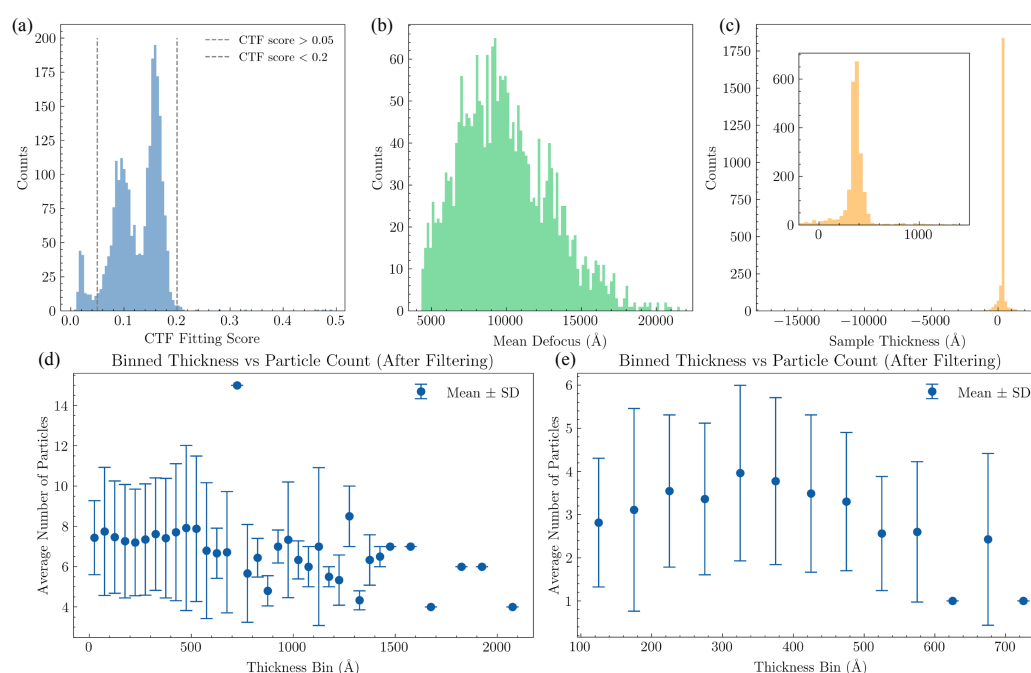 (a)
200
175
150
125
100
75
50
25
0
Counts
0.0 0.1 0.2 0.3 0.4 0.5
CTF Fitting Score
CTF score > 0.05
CTF score < 0.2
(b)
60
50
40
30
20
10
0
Counts
5000 10000 15000 20000
Mean Defocus (Å)
(c)
1750
1500
1250
1000
750
500
250
0
Counts
600
400
200
0
0 1000
−15000 −10000 −5000 0
Sample Thickness (Å)
(d)
Binned Thickness vs Particle Count (After Filtering)
Mean ± SD
14
12
10
8
6
4
Average Number of Particles
0 500 1000 1500 2000
Thickness Bin (Å)
(e)
Binned Thickness vs Particle Count (After Filtering)
Mean ± SD
6
5
4
3
2
1
0
Average Number of Particles
100 200 300 400 500 600 700
Thickness Bin (Å)